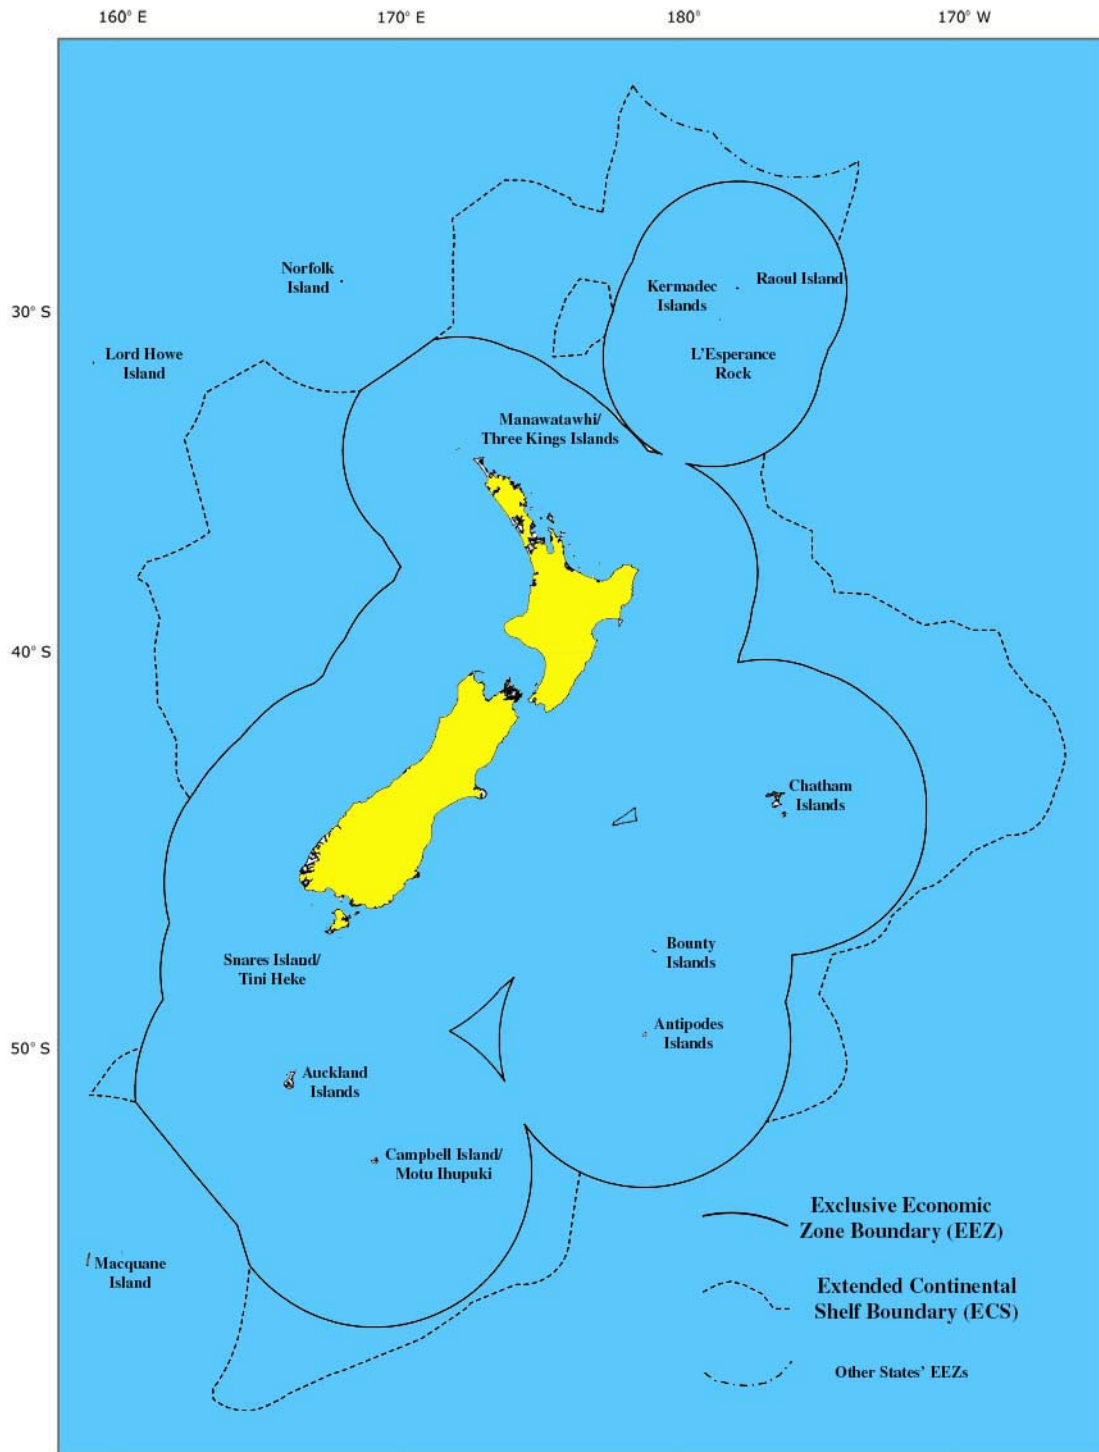 160° E 170° E 180° 170° W
Norfolk
Island
Kermadec
Islands
Raoul Island
30° S
Lord Howe
Island
L'Esperance
Rock
Manawatawhi/
Three Kings Islands
40° S
Chatham
Islands
Snares Island/
Tini Heke
Bounty
Islands
50° S
Antipodes
Islands
Auckland
Islands
Campbell Island/
Motu Ihupuki
Macquane
Island
Exclusive Economic
Zone Boundary (EEZ)
Extended Continental
Shelf Boundary (ECS)
Other States' EEZs